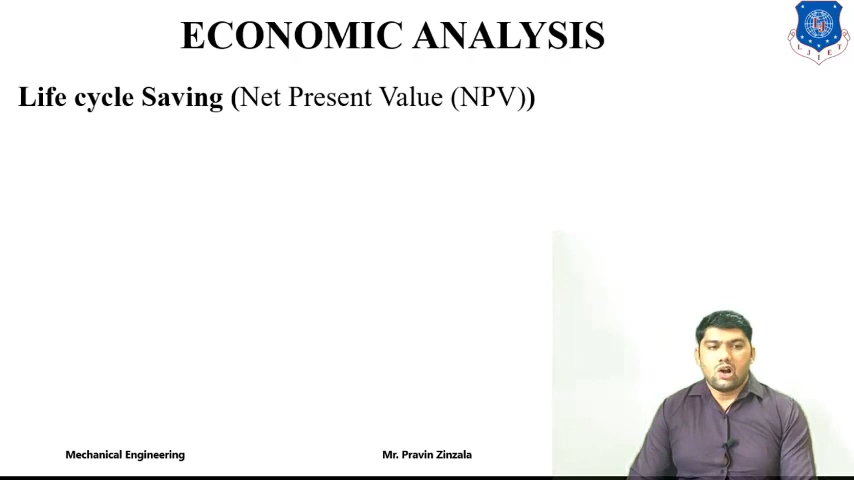 ECONOMIC ANALYSIS
L J I E T
Life cycle Saving (Net Present Value (NPV))
Mechanical Engineering
Mr. Pravin Zinzala